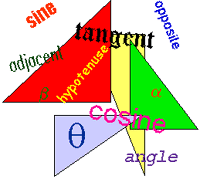 sine
opposite
tangent
adjacent
hypotenuse
α
cosine
θ
angle